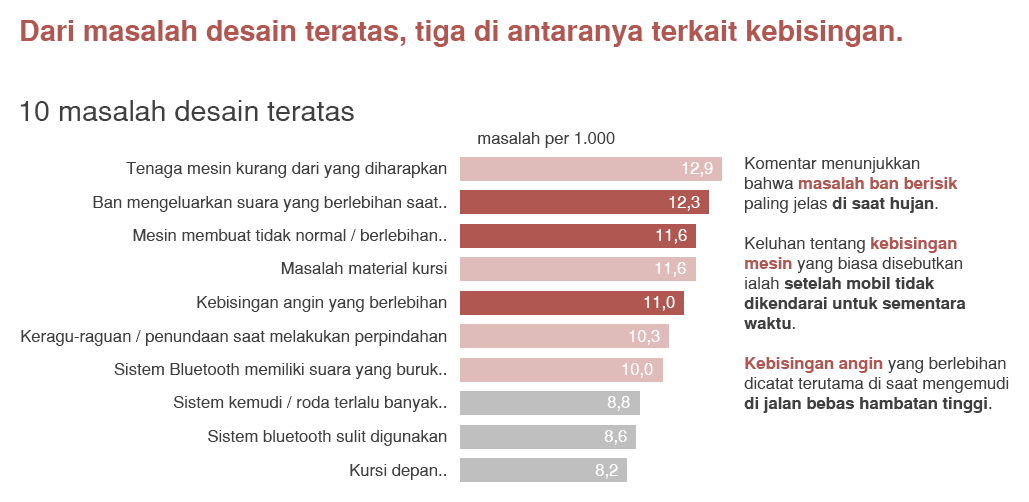 Dari masalah desain teratas, tiga di antaranya terkait kebisingan.
10 masalah desain teratas
masalah per 1.000
Tenaga mesin kurang dari yang diharapkan 12,9
Ban mengeluarkan suara yang berlebihan saat.. 12,3
Mesin membuat tidak normal / berlebihan.. 11,6
Masalah material kursi 11,6
Kebisingan angin yang berlebihan 11,0
Keragu-raguan / penundaan saat melakukan perpindahan 10,3
Sistem Bluetooth memiliki suara yang buruk.. 10,0
Sistem kemudi / roda terlalu banyak.. 8,8
Sistem bluetooth sulit digunakan 8,6
Kursi depan.. 8,2
Komentar menunjukkan
bahwa masalah ban berisik
paling jelas di saat hujan.
Keluhan tentang kebisingan
mesin yang biasa disebutkan
ialah setelah mobil tidak
dikendarai untuk sementara
waktu.
Kebisingan angin yang berlebihan
dicatat terutama di saat mengemudi
di jalan bebas hambatan tinggi.